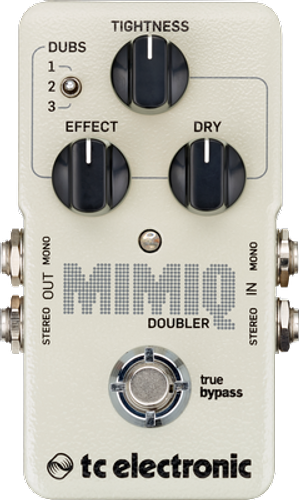 TIGHTNESS
DUBS
1
2
3
EFFECT
DRY
STEREO OUT MONO
STEREO IN MONO
MIMIQ
DOUBLER
true
bypass
tc electronic